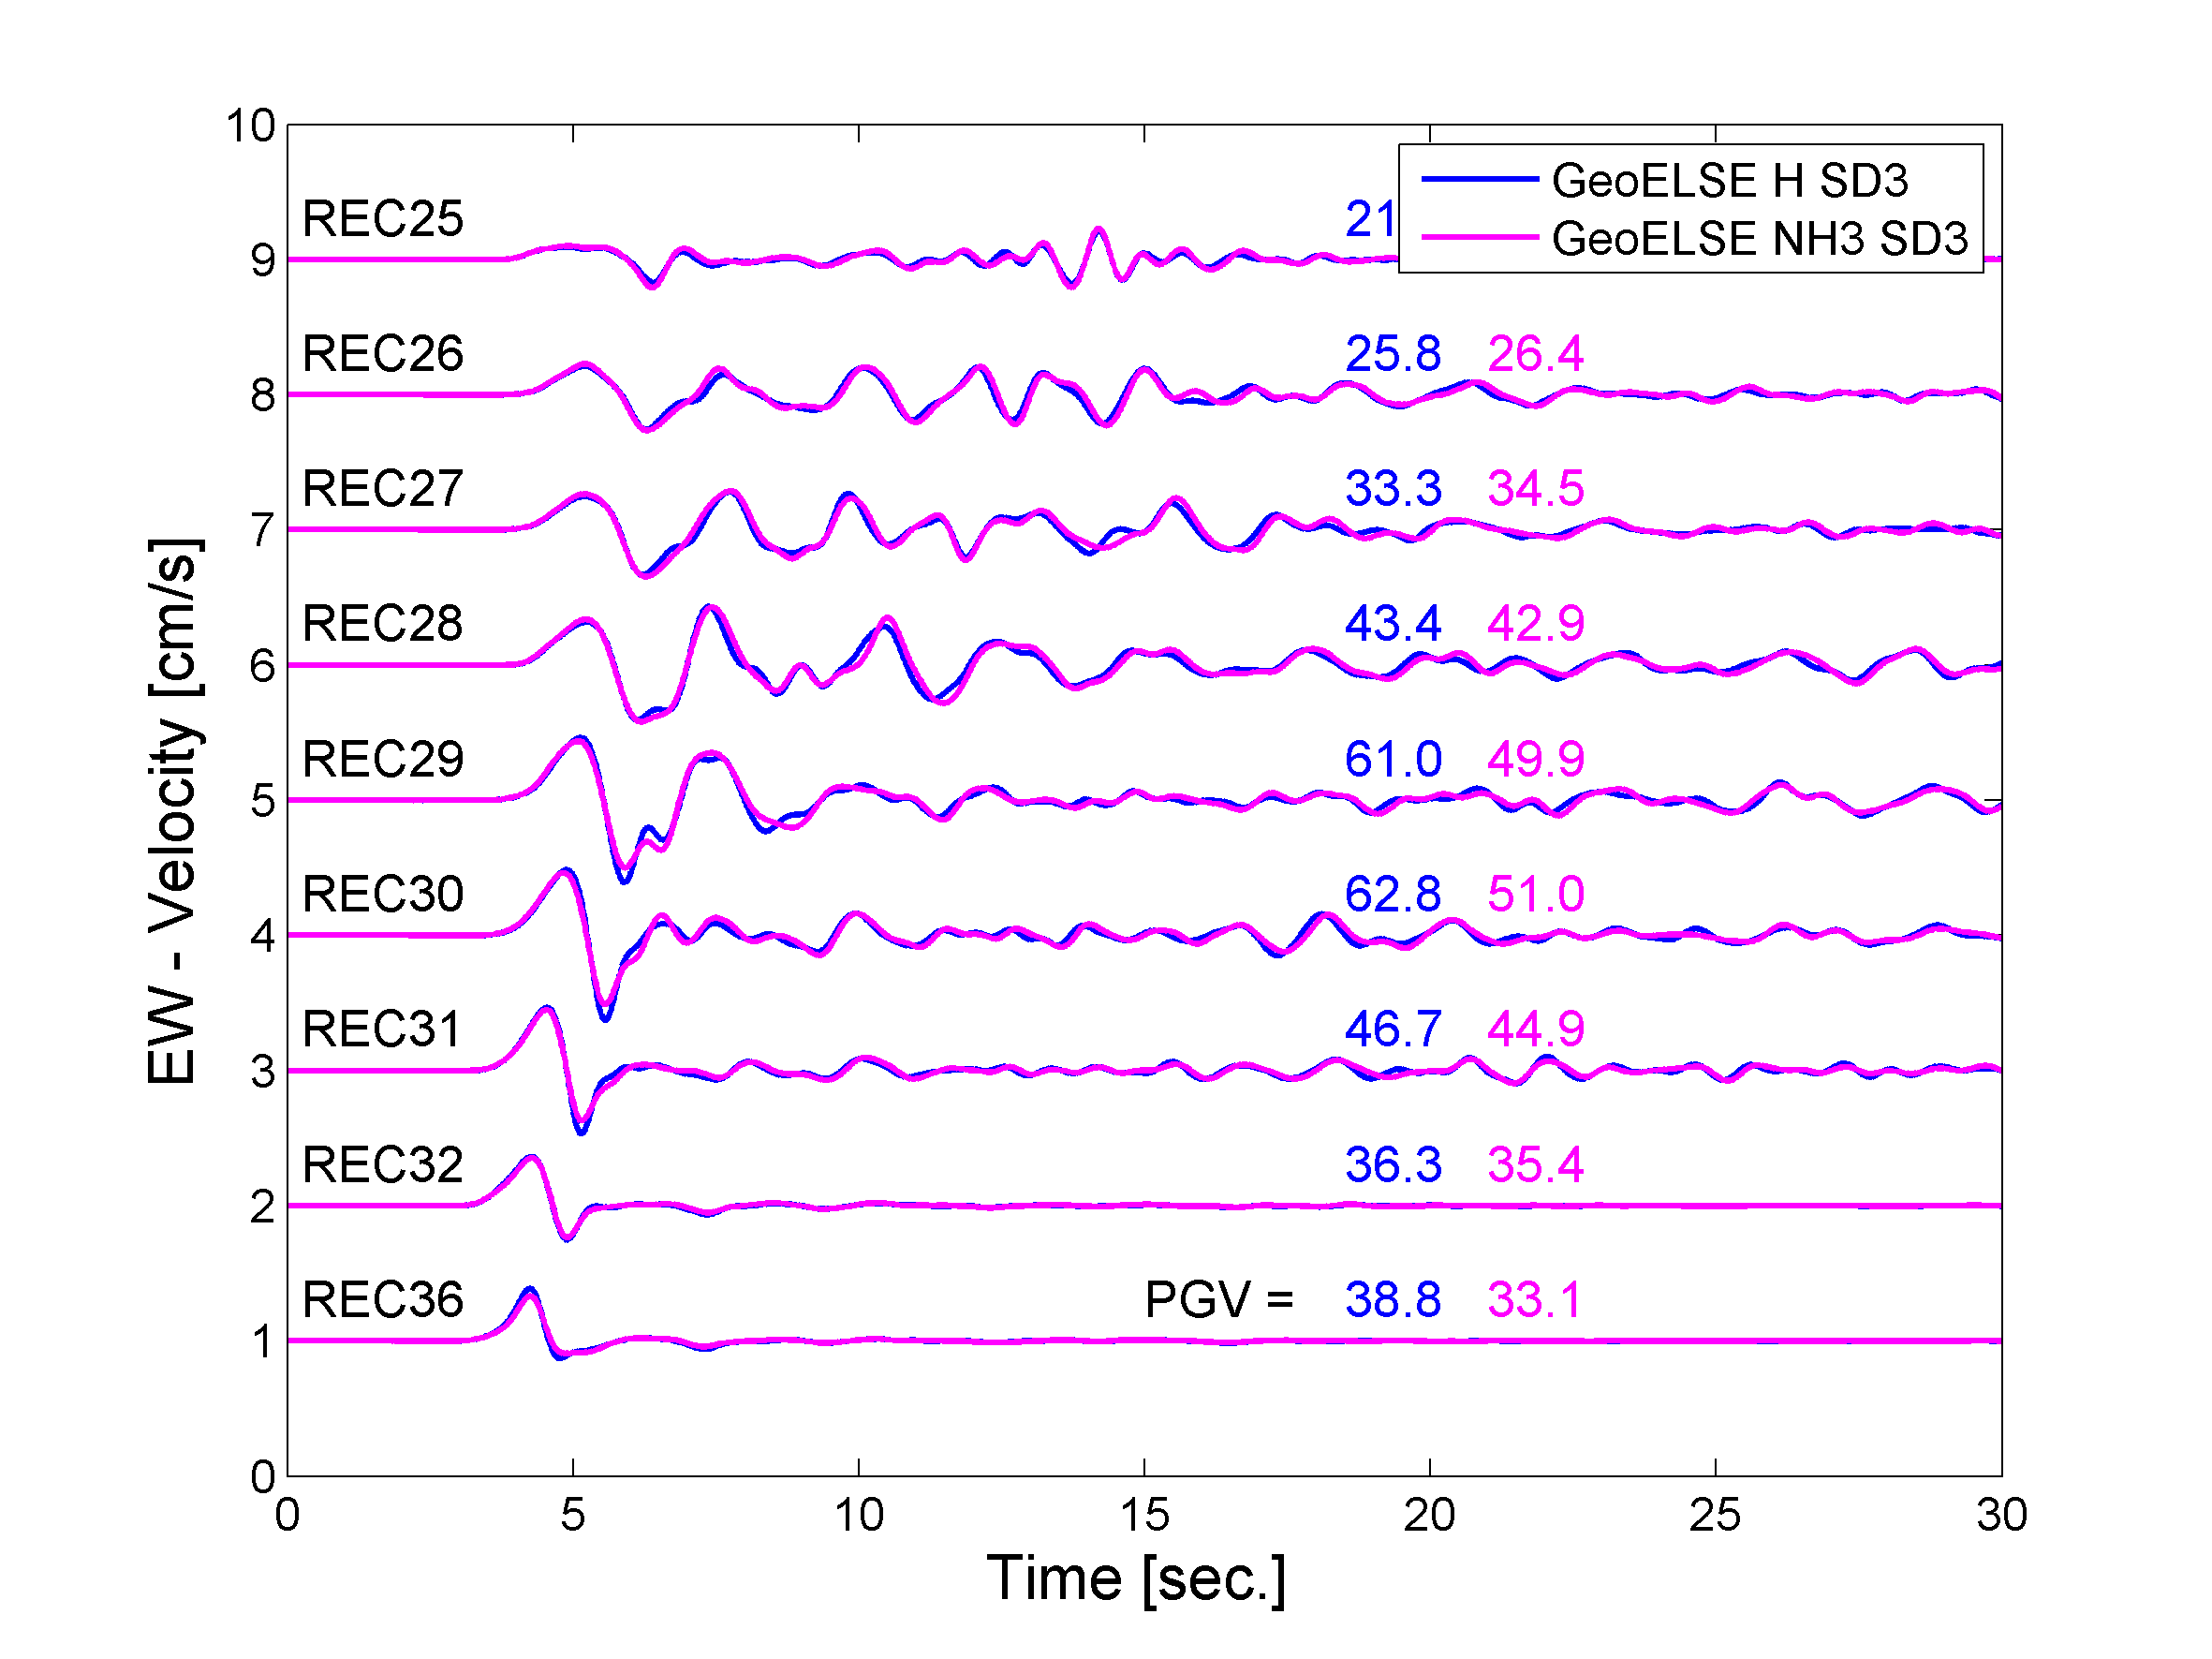 10
GeoELSE H SD3
GeoELSE NH3 SD3
REC25 21
9
REC26 25.8 26.4
8
REC27 33.3 34.5
7
REC28 43.4 42.9
6
REC29 61.0 49.9
5
REC30 62.8 51.0
4
REC31 46.7 44.9
3
REC32 36.3 35.4
2
REC36 PGV = 38.8 33.1
1
0
0 5 10 15 20 25 30
Time [sec.]
EW - Velocity [cm/s]